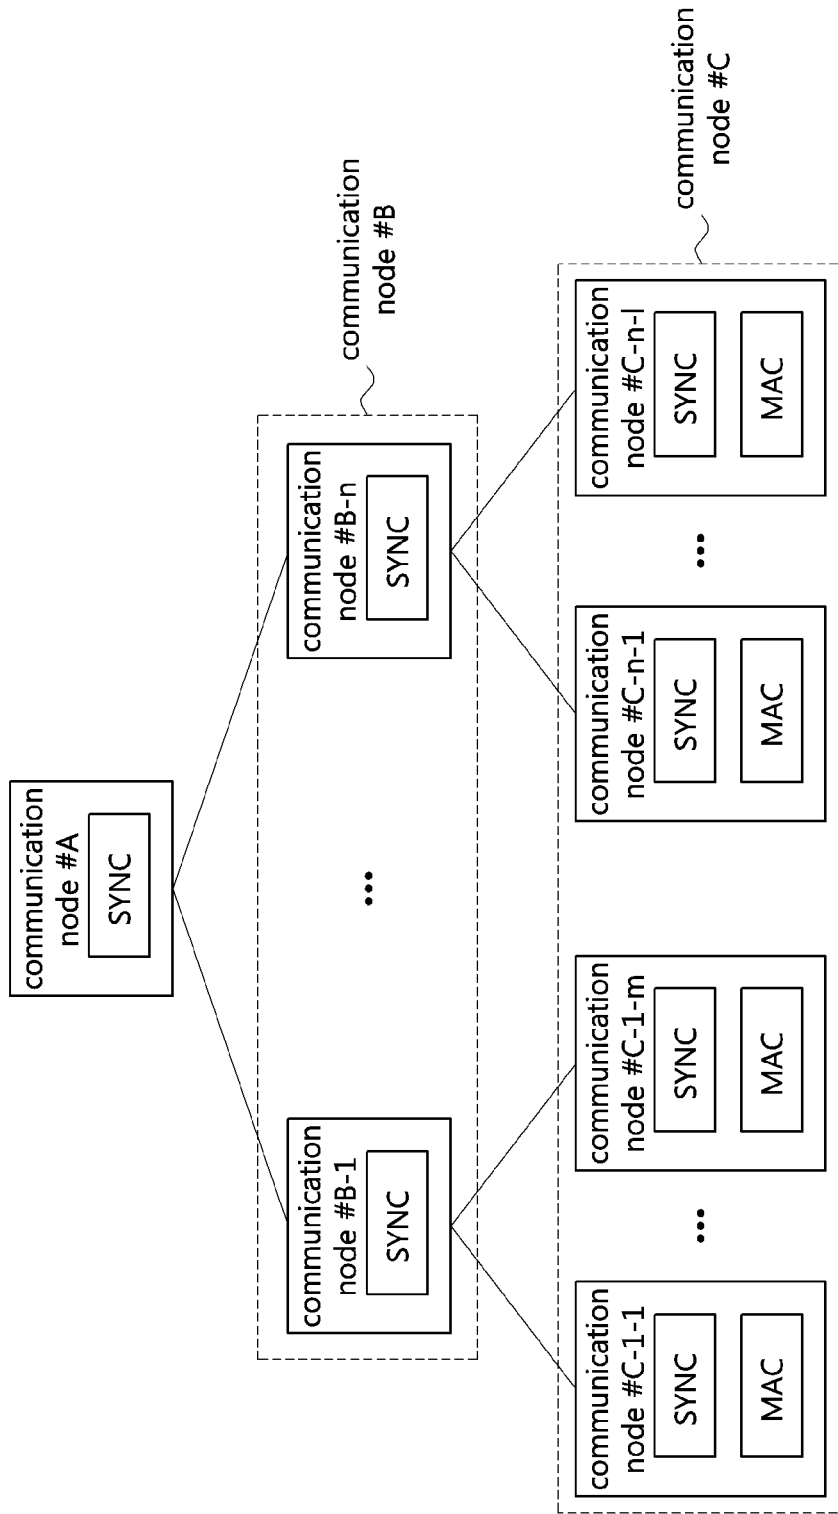 communication
node #A
SYNC
communication
node #B
communication
node #B-1
SYNC
...
communication
node #B-n
SYNC
communication
node #C
communication
node #C-1-1
SYNC
MAC
...
communication
node #C-1-m
SYNC
MAC
communication
node #C-n-1
SYNC
MAC
...
communication
node #C-n-l
SYNC
MAC